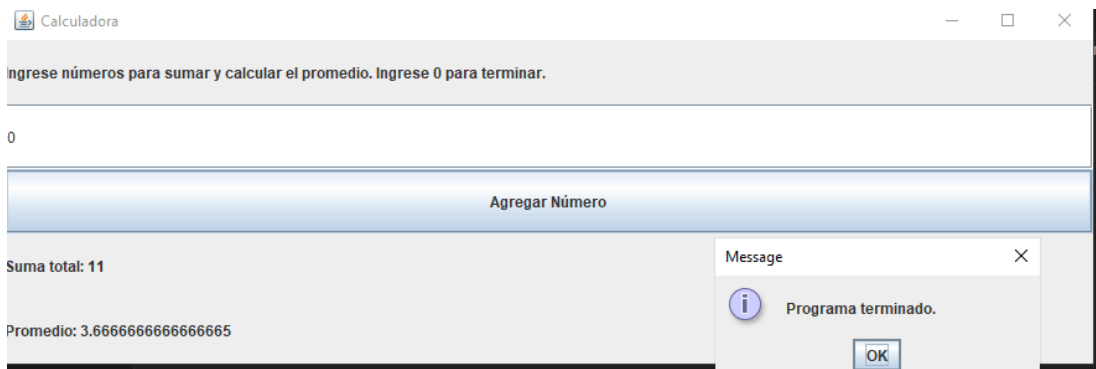 Calculadora
Ingrese números para sumar y calcular el promedio. Ingrese 0 para terminar.
0
Agregar Número
Suma total: 11
Promedio: 3.6666666666666665
Message
Programa terminado.
OK